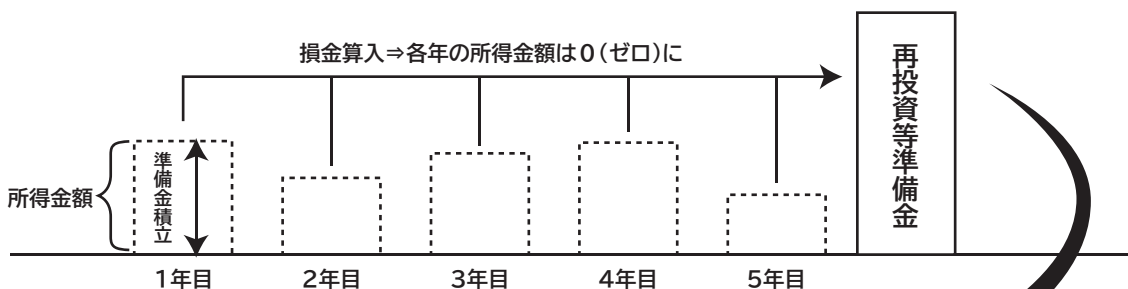 損金算入⇒各年の所得金額は０（ゼロ）に
再投資等準備金
準備金積立
所得金額
1年目
2年目
3年目
4年目
5年目